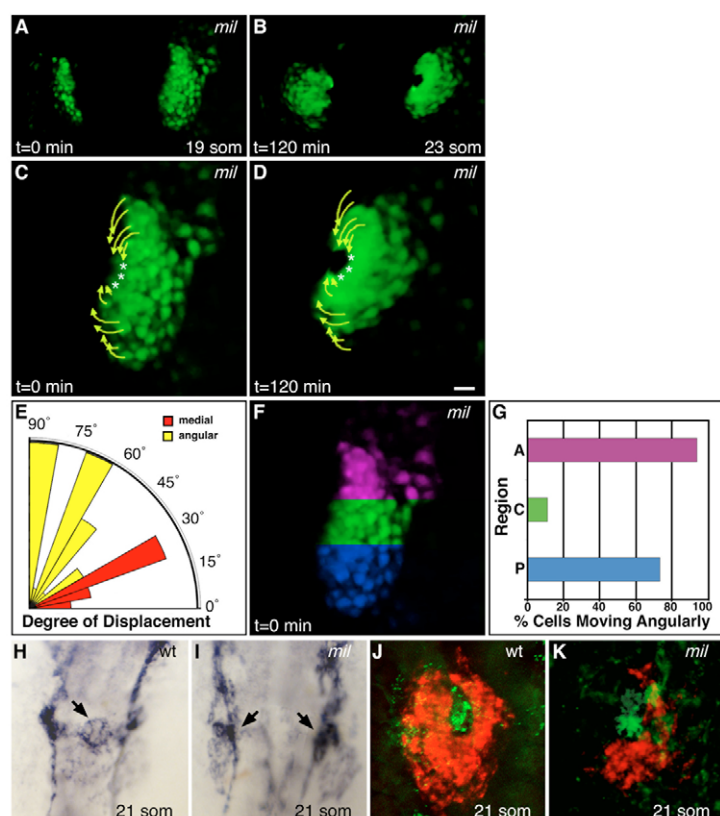 A mil
t=0 min 19 som
B mil
t=120 min 23 som
C mil
***
t=0 min
D mil
***
t=120 min
E
medial
angular
90°
75°
60°
45°
30°
15°
0°
Degree of Displacement
F mil
t=0 min
G
A
C
P
Region
0 20 40 60 80 100
% Cells Moving Angularly
H wt
21 som
I mil
21 som
J wt
21 som
K mil
21 som